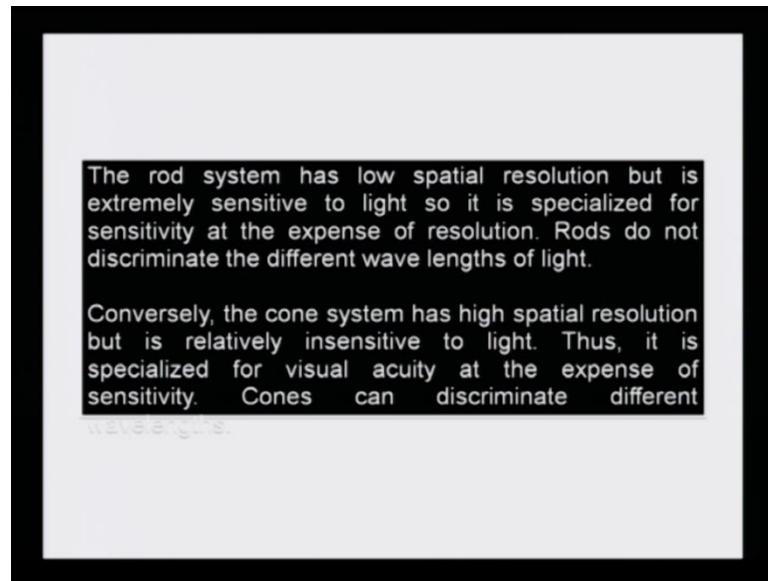 The rod system has low spatial resolution but is
extremely sensitive to light so it is specialized for
sensitivity at the expense of resolution. Rods do not
discriminate the different wave lengths of light.
Conversely, the cone system has high spatial resolution
but is relatively insensitive to light. Thus, it is
specialized for visual acuity at the expense of
sensitivity. Cones can discriminate different
wavelengths.